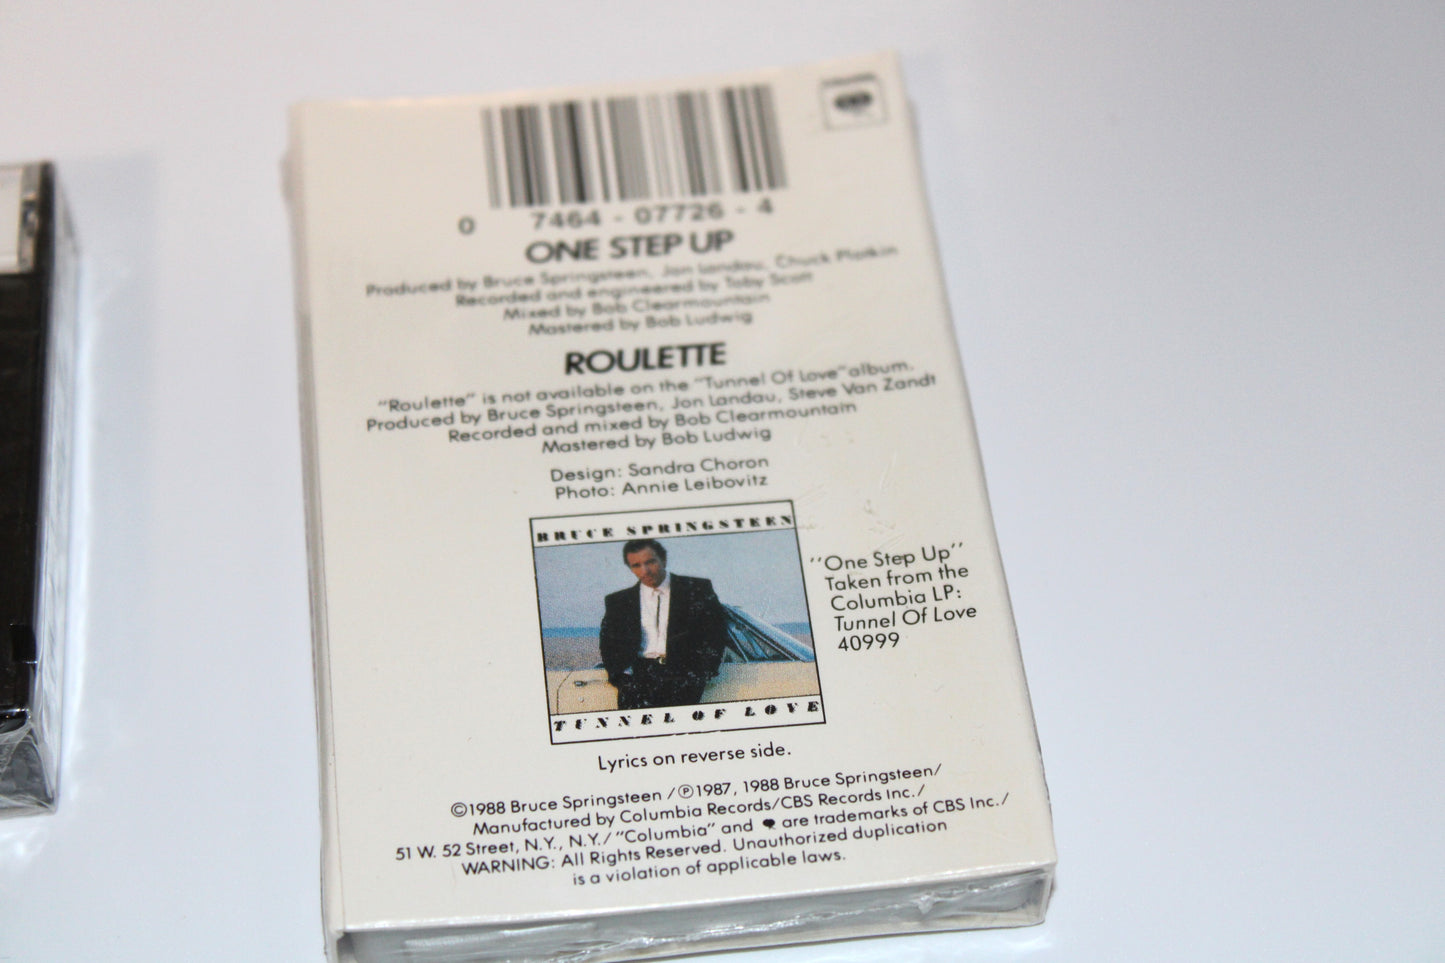 0 7464 - 07726 - 4
ONE STEP UP
Produced by Bruce Springsteen, Jon Landau, Chuck Plotkin
Recorded and engineered by Toby Scott
Mixed by Bob Clearmountain
Mastered by Bob Ludwig
ROULETTE
"Roulette" is not available on the "Tunnel Of Love" album.
Produced by Bruce Springsteen, Jon Landau, Steve Van Zandt
Recorded and mixed by Bob Clearmountain
Mastered by Bob Ludwig
Design: Sandra Choron
Photo: Annie Leibovitz
BRUCE SPRINGSTEEN
TUNNEL OF LOVE
"One Step Up"
Taken from the
Columbia LP:
Tunnel Of Love
40999
Lyrics on reverse side.
©1988 Bruce Springsteen /℗1987, 1988 Bruce Springsteen/
Manufactured by Columbia Records/CBS Records Inc./
51 W. 52 Street, N.Y., N.Y./"Columbia" and are trademarks of CBS Inc./
WARNING: All Rights Reserved. Unauthorized duplication
is a violation of applicable laws.